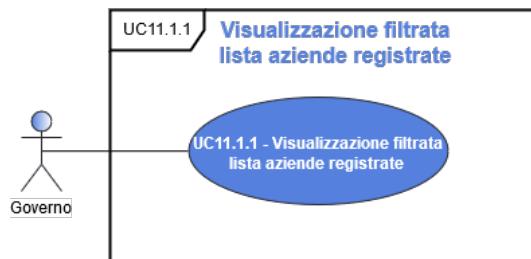 UC11.1.1
Visualizzazione filtrata
lista aziende registrate
UC11.1.1 - Visualizzazione filtrata
lista aziende registrate
Governo